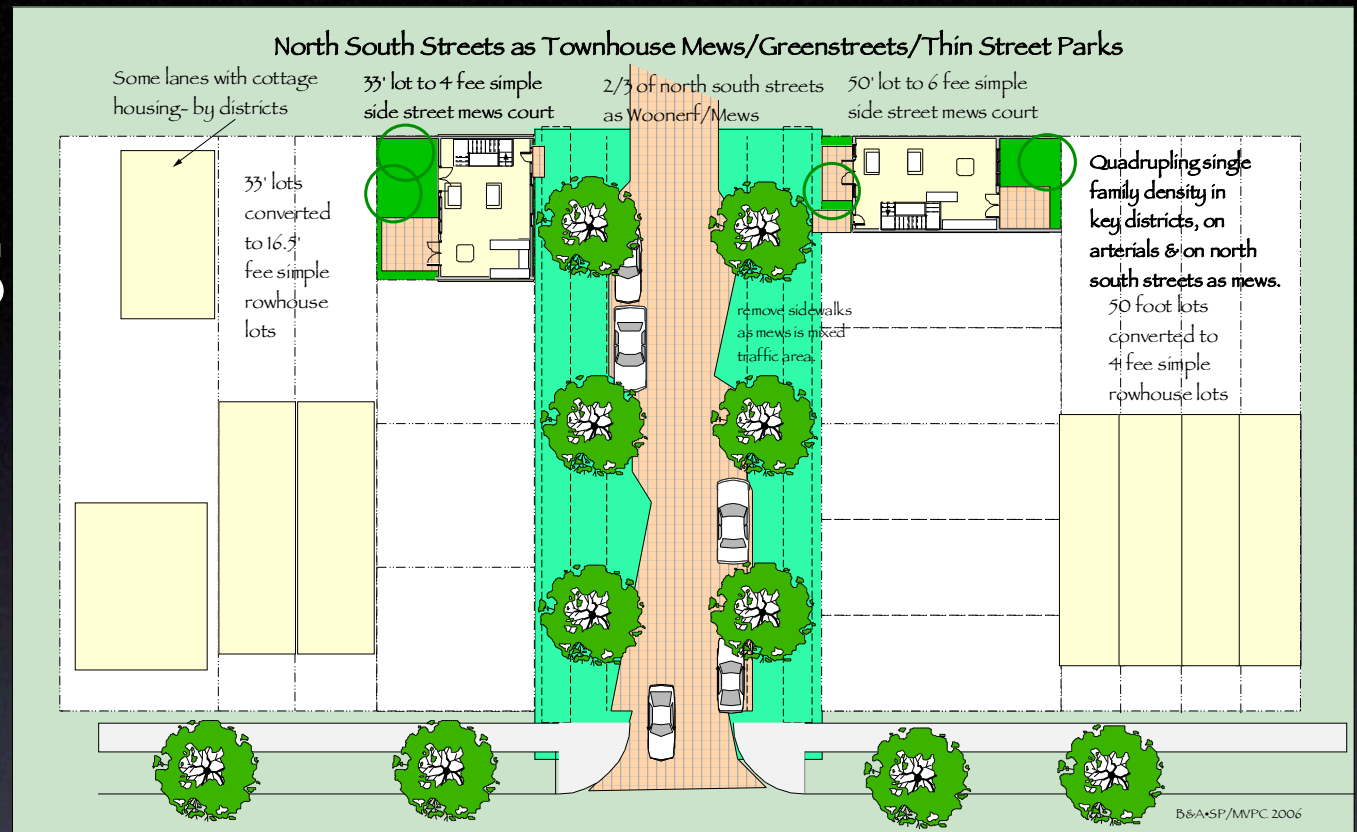 North South Streets as Townhouse Mews/Greenstreets/Thin Street Parks
Some lanes with cottage
housing- by districts
33' lot to 4 fee simple
side street mews court
2/3 of north south streets
as Woonerf/Mews
50' lot to 6 fee simple
side street mews court
33' lots
converted
to 16.5'
fee simple
rowhouse
lots
remove sidewalks
as mews is mixed
traffic area.
Quadrupling single
family density in
key districts, on
arterials & on north
south streets as mews.
50 foot lots
converted to
4 fee simple
rowhouse lots
B&A•SP/MVPC 2006